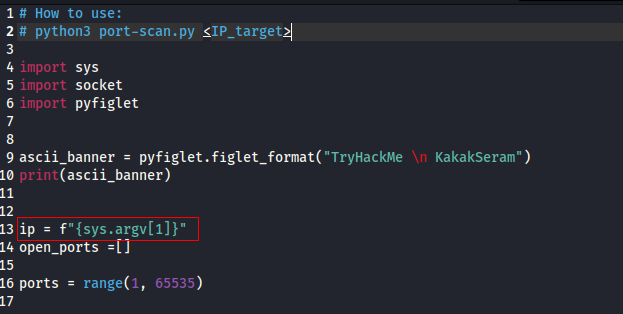 1 # How to use:
2 # python3 port-scan.py <IP_target>
3
4 import sys
5 import socket
6 import pyfiglet
7
8
9 ascii_banner = pyfiglet.figlet_format("TryHackMe \n KakakSeram")
10 print(ascii_banner)
11
12
13 ip = f"{sys.argv[1]}"
14 open_ports =[]
15
16 ports = range(1, 65535)
17